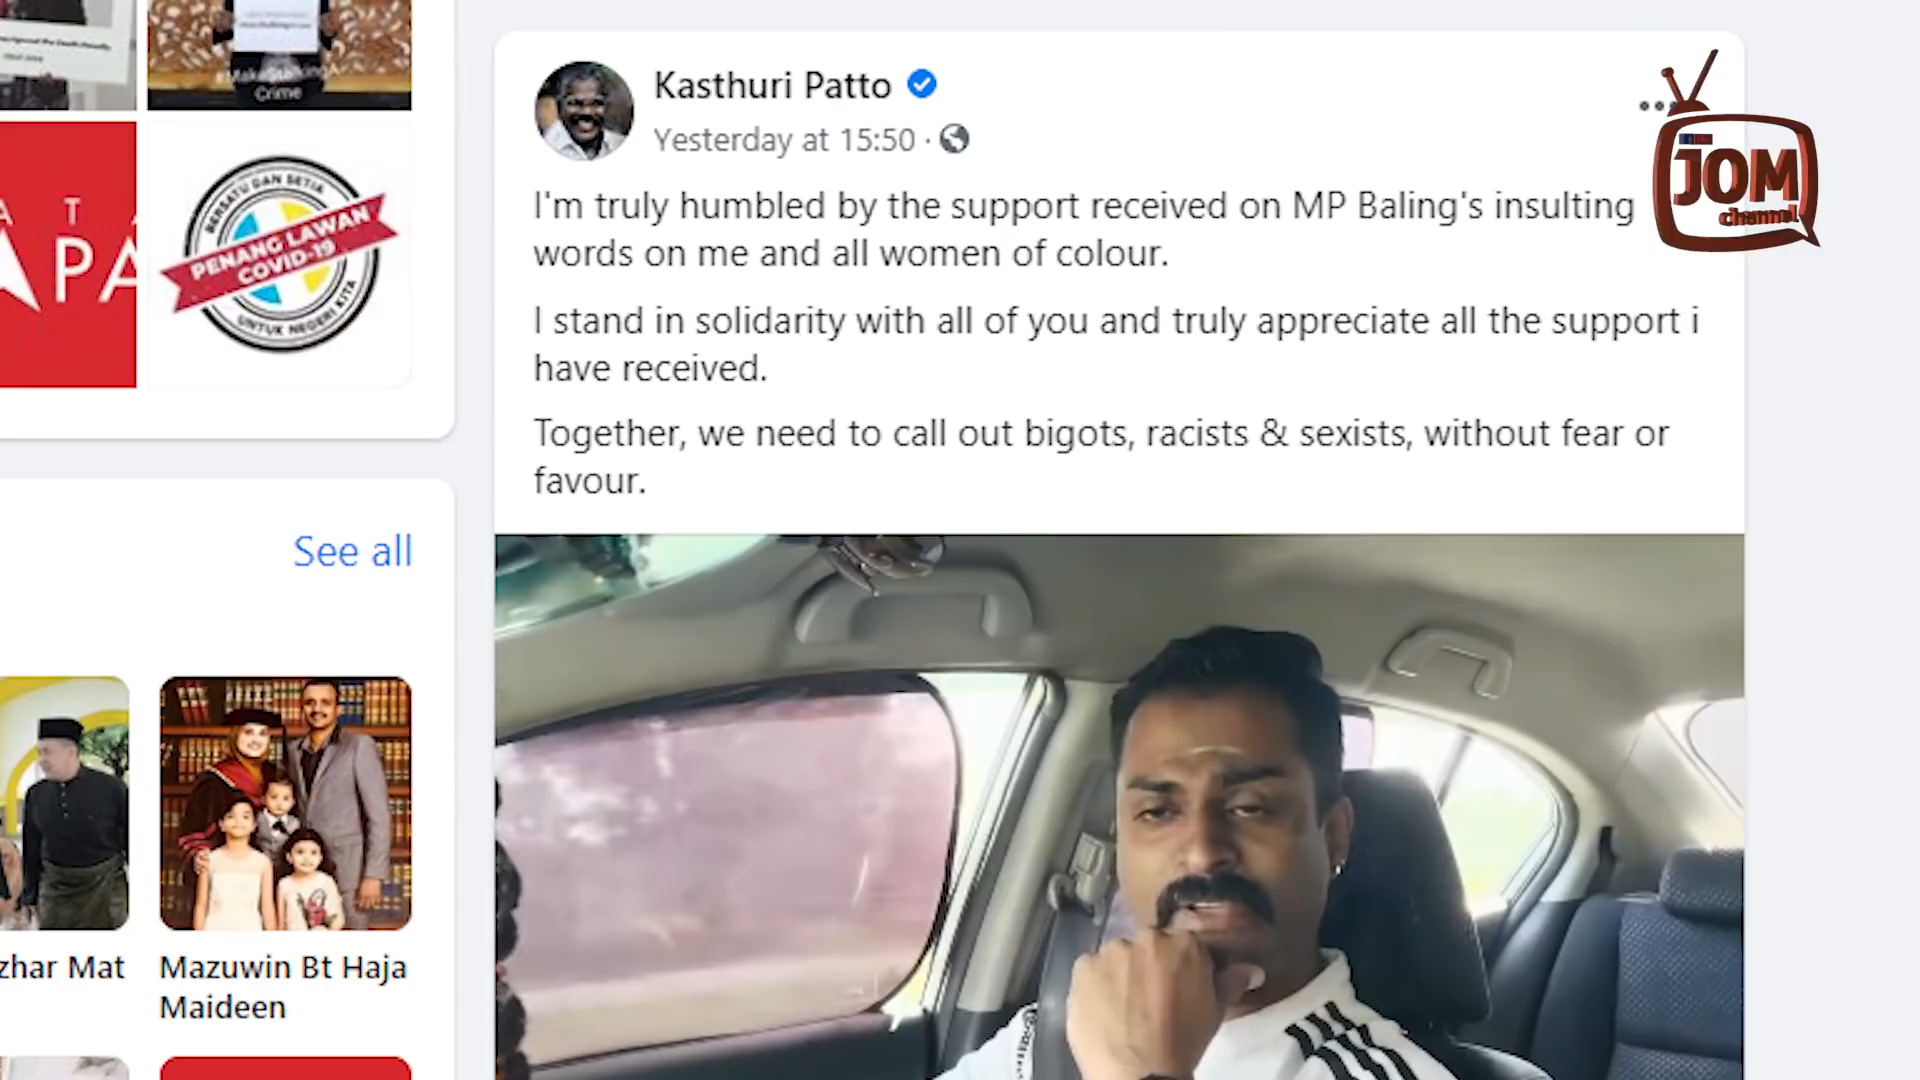 #MakeStalkingA
Crime
A T A
PA
BERSATU DAN SETIA
PENANG LAWAN
COVID-19
UNTUK NEGERI KITA
See all
zhar Mat
Mazuwin Bt Haja
Maideen
Kasthuri Patto
Yesterday at 15:50 ·
I'm truly humbled by the support received on MP Baling's insulting
words on me and all women of colour.
I stand in solidarity with all of you and truly appreciate all the support i
have received.
Together, we need to call out bigots, racists & sexists, without fear or
favour.
JOM
channel